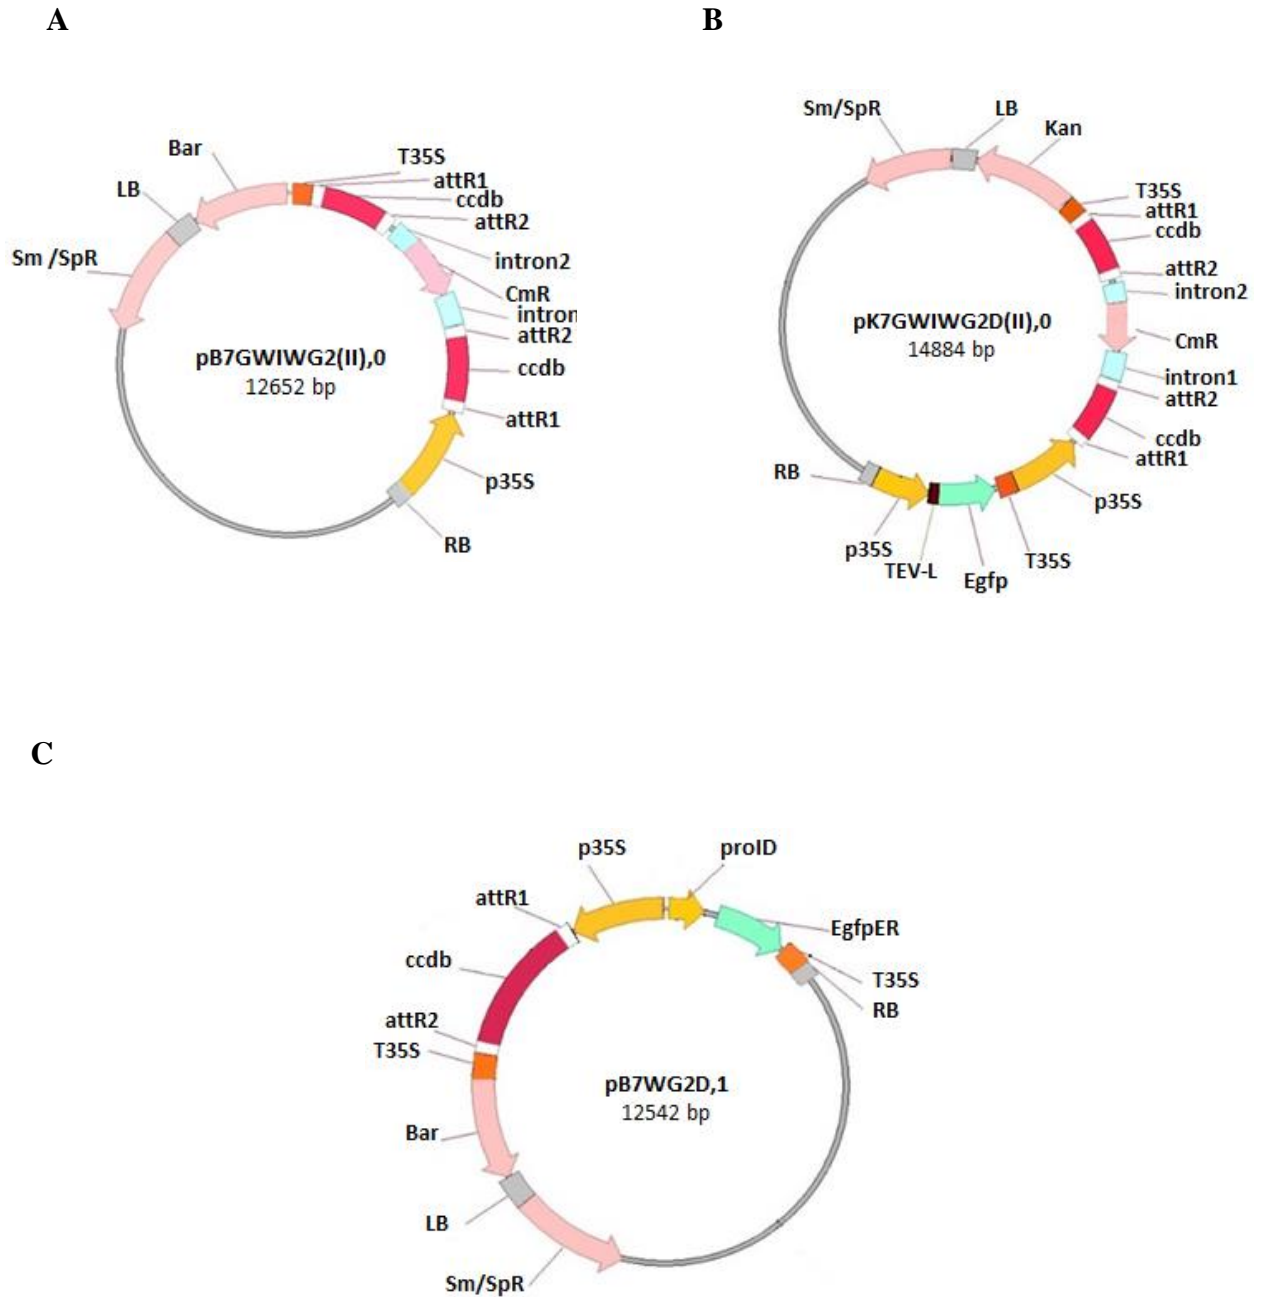 A
B
Bar
T35S
attR1
ccdb
attR2
LB
Sm /SpR
intron2
CmR
intron
attR2
ccdb
attR1
p35S
RB
pB7GWIWG2(II),0
12652 bp
Sm/SpR
LB
Kan
T35S
attR1
ccdb
attR2
intron2
CmR
intron1
attR2
ccdb
attR1
p35S
T35S
Egfp
TEV-L
p35S
RB
pK7GWIWG2D(II),0
14884 bp
C
p35S
proID
attR1
EgfpER
ccdb
T35S
RB
attR2
T35S
pB7WG2D,1
12542 bp
Bar
LB
Sm/SpR